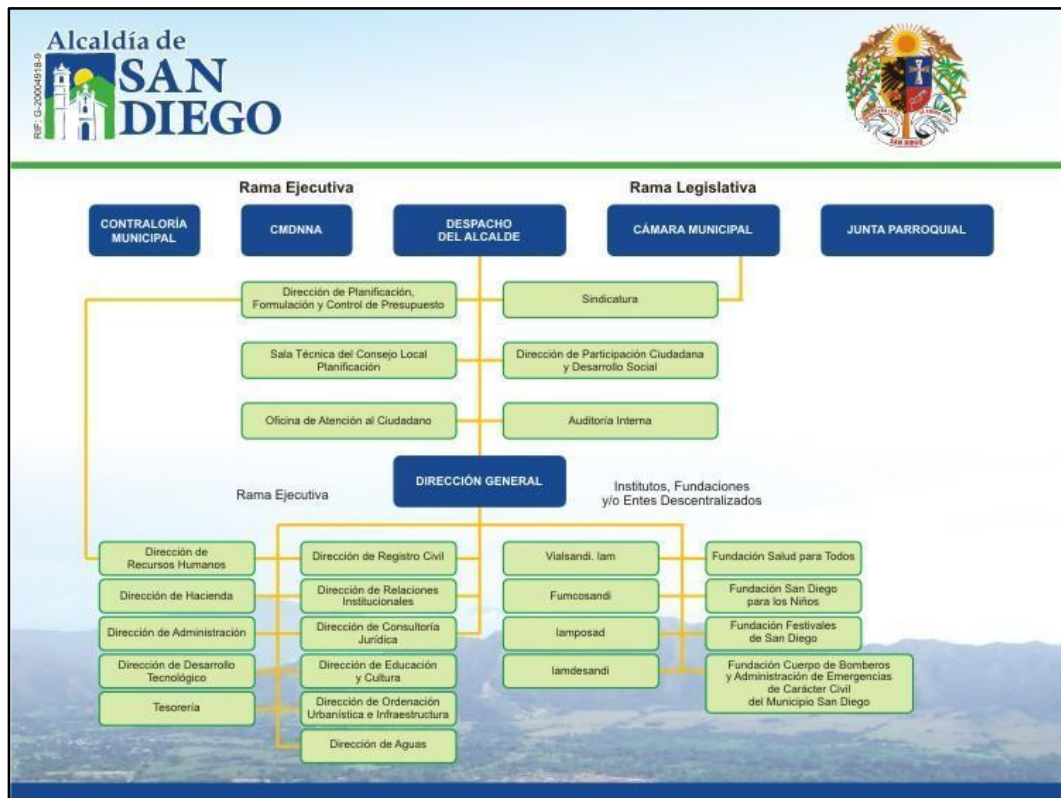 Alcaldía de
SAN
DIEGO
RIF: G-20004918-9
SAN DIEGO
Rama Ejecutiva
Rama Legislativa
CONTRALORÍA
MUNICIPAL
CMDNNA
DESPACHO
DEL ALCALDE
CÁMARA MUNICIPAL
JUNTA PARROQUIAL
Dirección de Planificación,
Formulación y Control de Presupuesto
Sindicatura
Sala Técnica del Consejo Local
Planificación
Dirección de Participación Ciudadana
y Desarrollo Social
Oficina de Atención al Ciudadano
Auditoría Interna
DIRECCIÓN GENERAL
Rama Ejecutiva
Institutos, Fundaciones
y/o Entes Descentralizados
Dirección de
Recursos Humanos
Dirección de Registro Civil
Vialsandi. Iam
Fundación Salud para Todos
Dirección de Hacienda
Dirección de Relaciones
Institucionales
Fumcosandi
Fundación San Diego
para los Niños
Dirección de Administración
Dirección de Consultoría
Jurídica
Iamposad
Fundación Festivales
de San Diego
Dirección de Desarrollo
Tecnológico
Dirección de Educación
y Cultura
Iamdesandi
Fundación Cuerpo de Bomberos
y Administración de Emergencias
de Carácter Civil
del Municipio San Diego
Tesorería
Dirección de Ordenación
Urbanística e Infraestructura
Dirección de Aguas